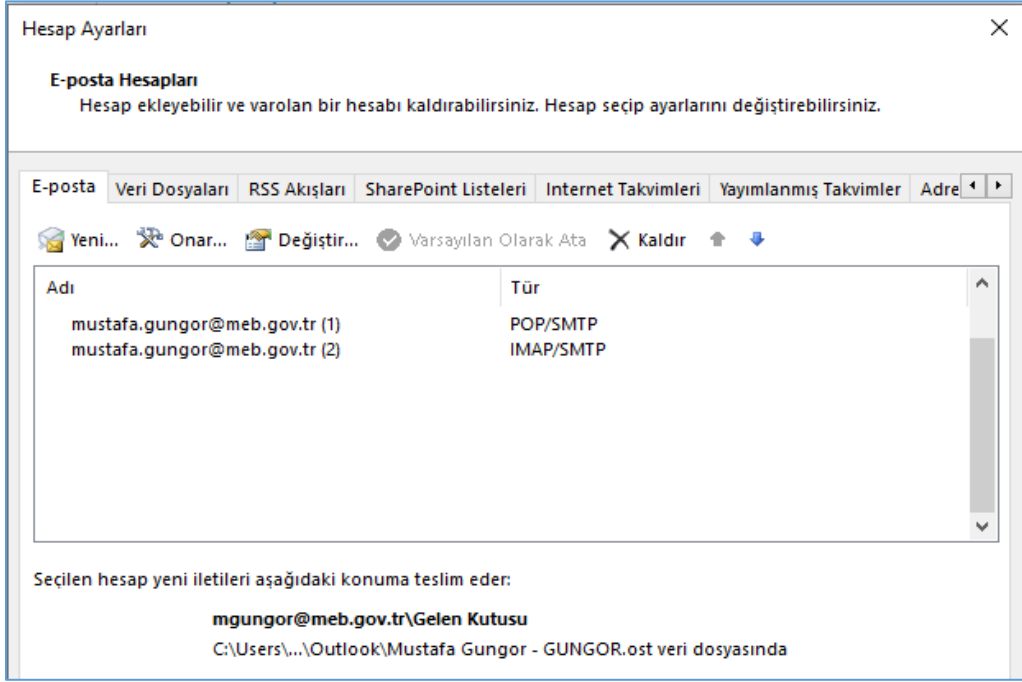 Hesap Ayarları
E-posta Hesapları
Hesap ekleyebilir ve varolan bir hesabı kaldırabilirsiniz. Hesap seçip ayarlarını değiştirebilirsiniz.
E-posta Veri Dosyaları RSS Akışları SharePoint Listeleri Internet Takvimleri Yayımlanmış Takvimler Adre
Yeni... Onar... Değiştir... Varsayılan Olarak Ata Kaldır
Adı Tür
mustafa.gungor@meb.gov.tr (1) POP/SMTP
mustafa.gungor@meb.gov.tr (2) IMAP/SMTP
Seçilen hesap yeni iletileri aşağıdaki konuma teslim eder:
mgungor@meb.gov.tr\Gelen Kutusu
C:\Users\...\Outlook\Mustafa Gungor - GUNGOR.ost veri dosyasında